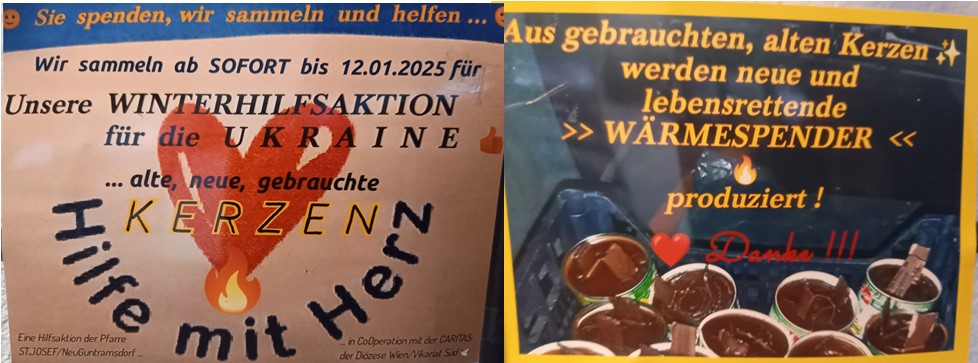 Sie spenden, wir sammeln und helfen ...
Wir sammeln ab SOFORT bis 12.01.2025 für
Unsere WINTERHILFSAKTION
für die UKRAINE
... alte, neue, gebrauchte
KERZEN
Hilfe mit Herz
Eine Hilfsaktion der Pfarre
ST.JOSEF/NeuGuntramsdorf ...
... in CoOperation mit der CARITAS
der Diözese Wien/Vikariat Süd
Aus gebrauchten, alten Kerzen
werden neue und
lebensrettende
>> WÄRMESPENDER <<
produziert !
Danke !!!